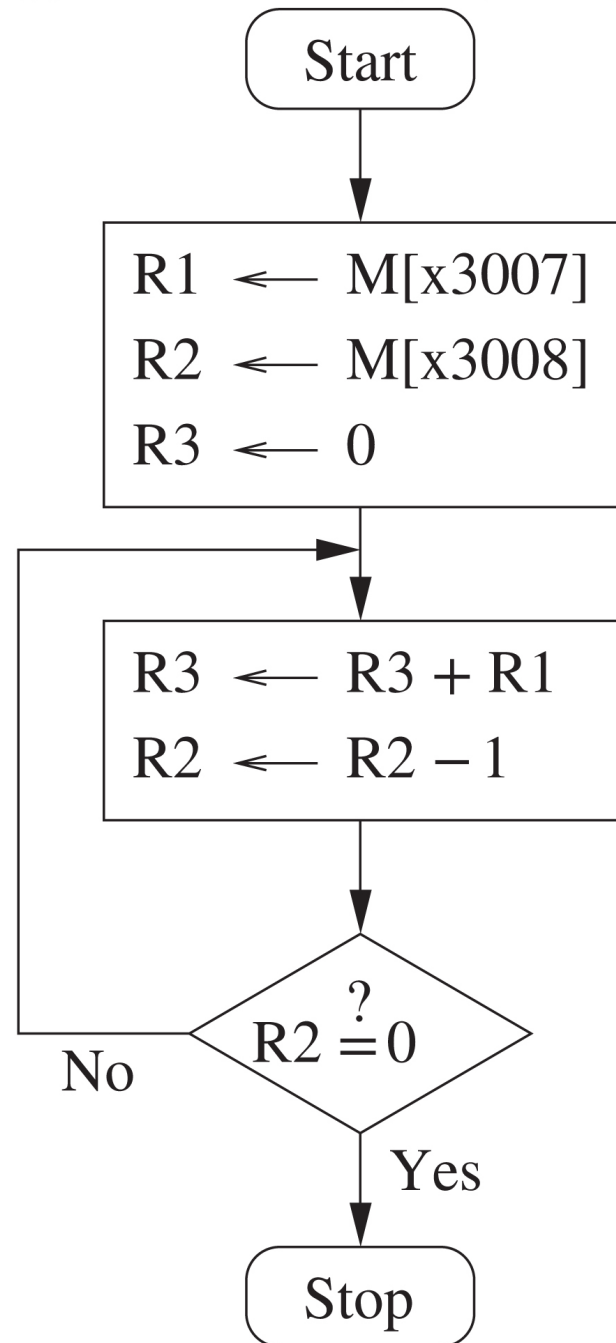 Start
R1 ← M[x3007]
R2 ← M[x3008]
R3 ← 0
R3 ← R3 + R1
R2 ← R2 − 1
?
R2 = 0
No
Yes
Stop